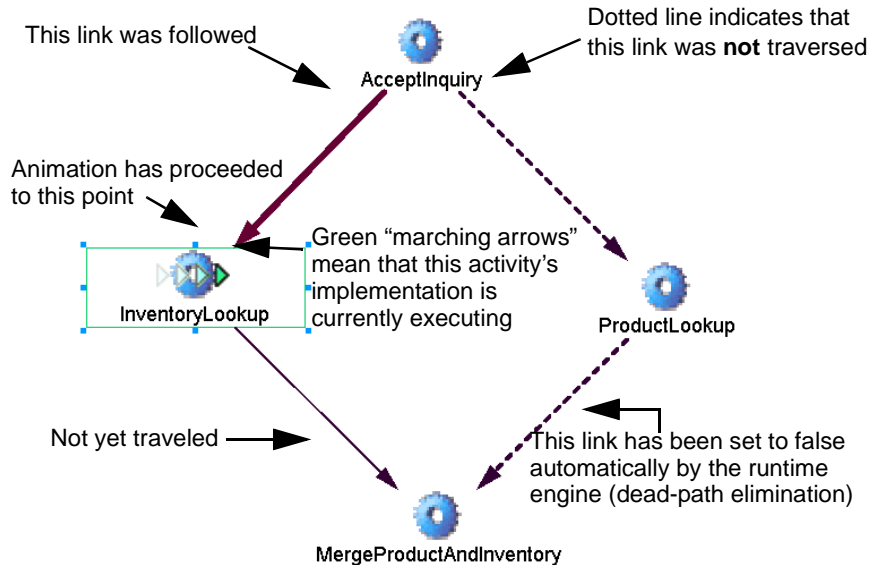 This link was followed
Dotted line indicates that
this link was not traversed
AcceptInquiry
Animation has proceeded
to this point
Green “marching arrows”
mean that this activity’s
implementation is
currently executing
InventoryLookup
ProductLookup
Not yet traveled
This link has been set to false
automatically by the runtime
engine (dead-path elimination)
MergeProductAndInventory